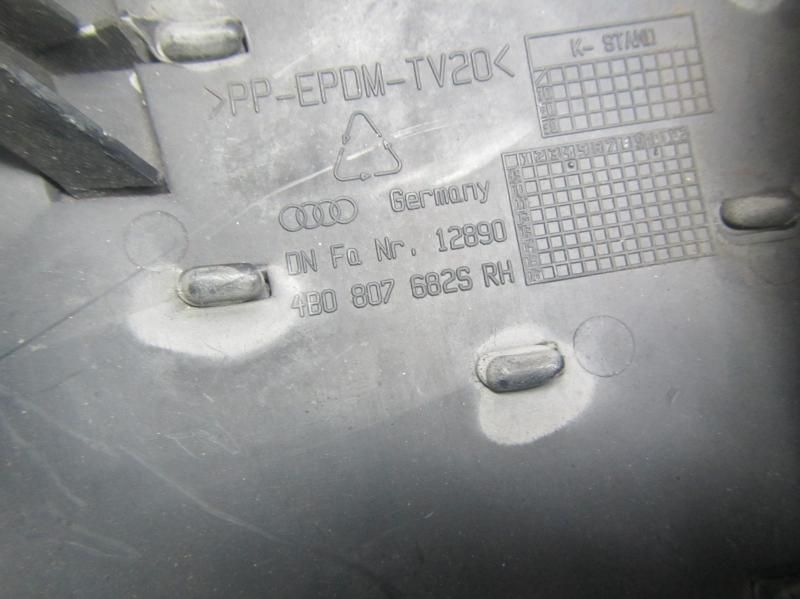 >PP-EPDM-TV20<
K- STAND
Germany
DN Fa Nr. 12890
4B0 807 682S RH